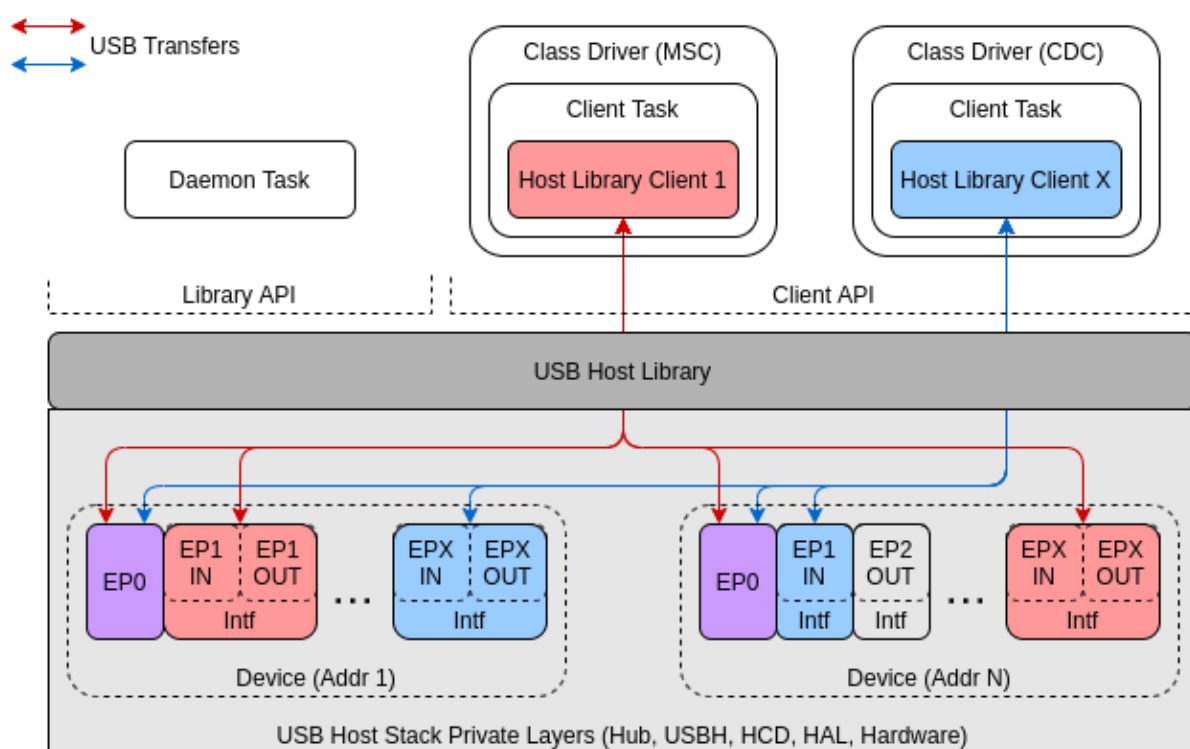 USB Transfers
Class Driver (MSC)
Client Task
Host Library Client 1
Class Driver (CDC)
Client Task
Host Library Client X
Daemon Task
Library API
Client API
USB Host Library
EP0
EP1
IN
EP1
OUT
Intf
...
EPX
IN
EPX
OUT
Intf
Device (Addr 1)
EP0
EP1
IN
Intf
EP2
OUT
Intf
...
EPX
IN
EPX
OUT
Intf
Device (Addr N)
USB Host Stack Private Layers (Hub, USBH, HCD, HAL, Hardware)